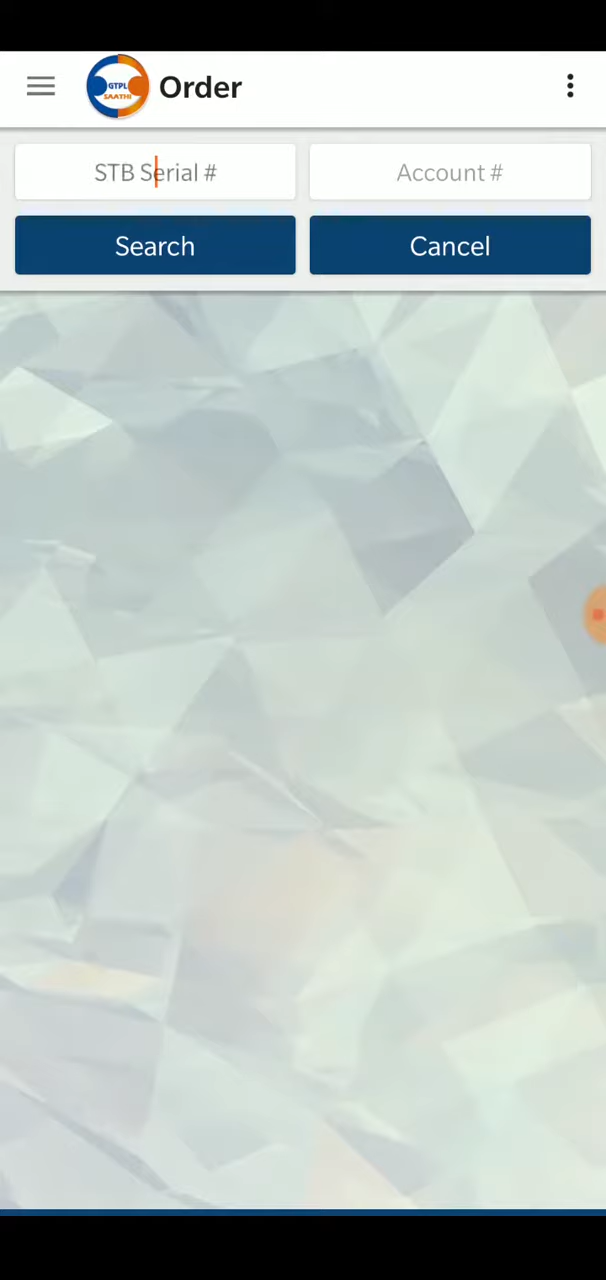 GTPL
SAATHI
Order
STB Serial #
Account #
Search
Cancel